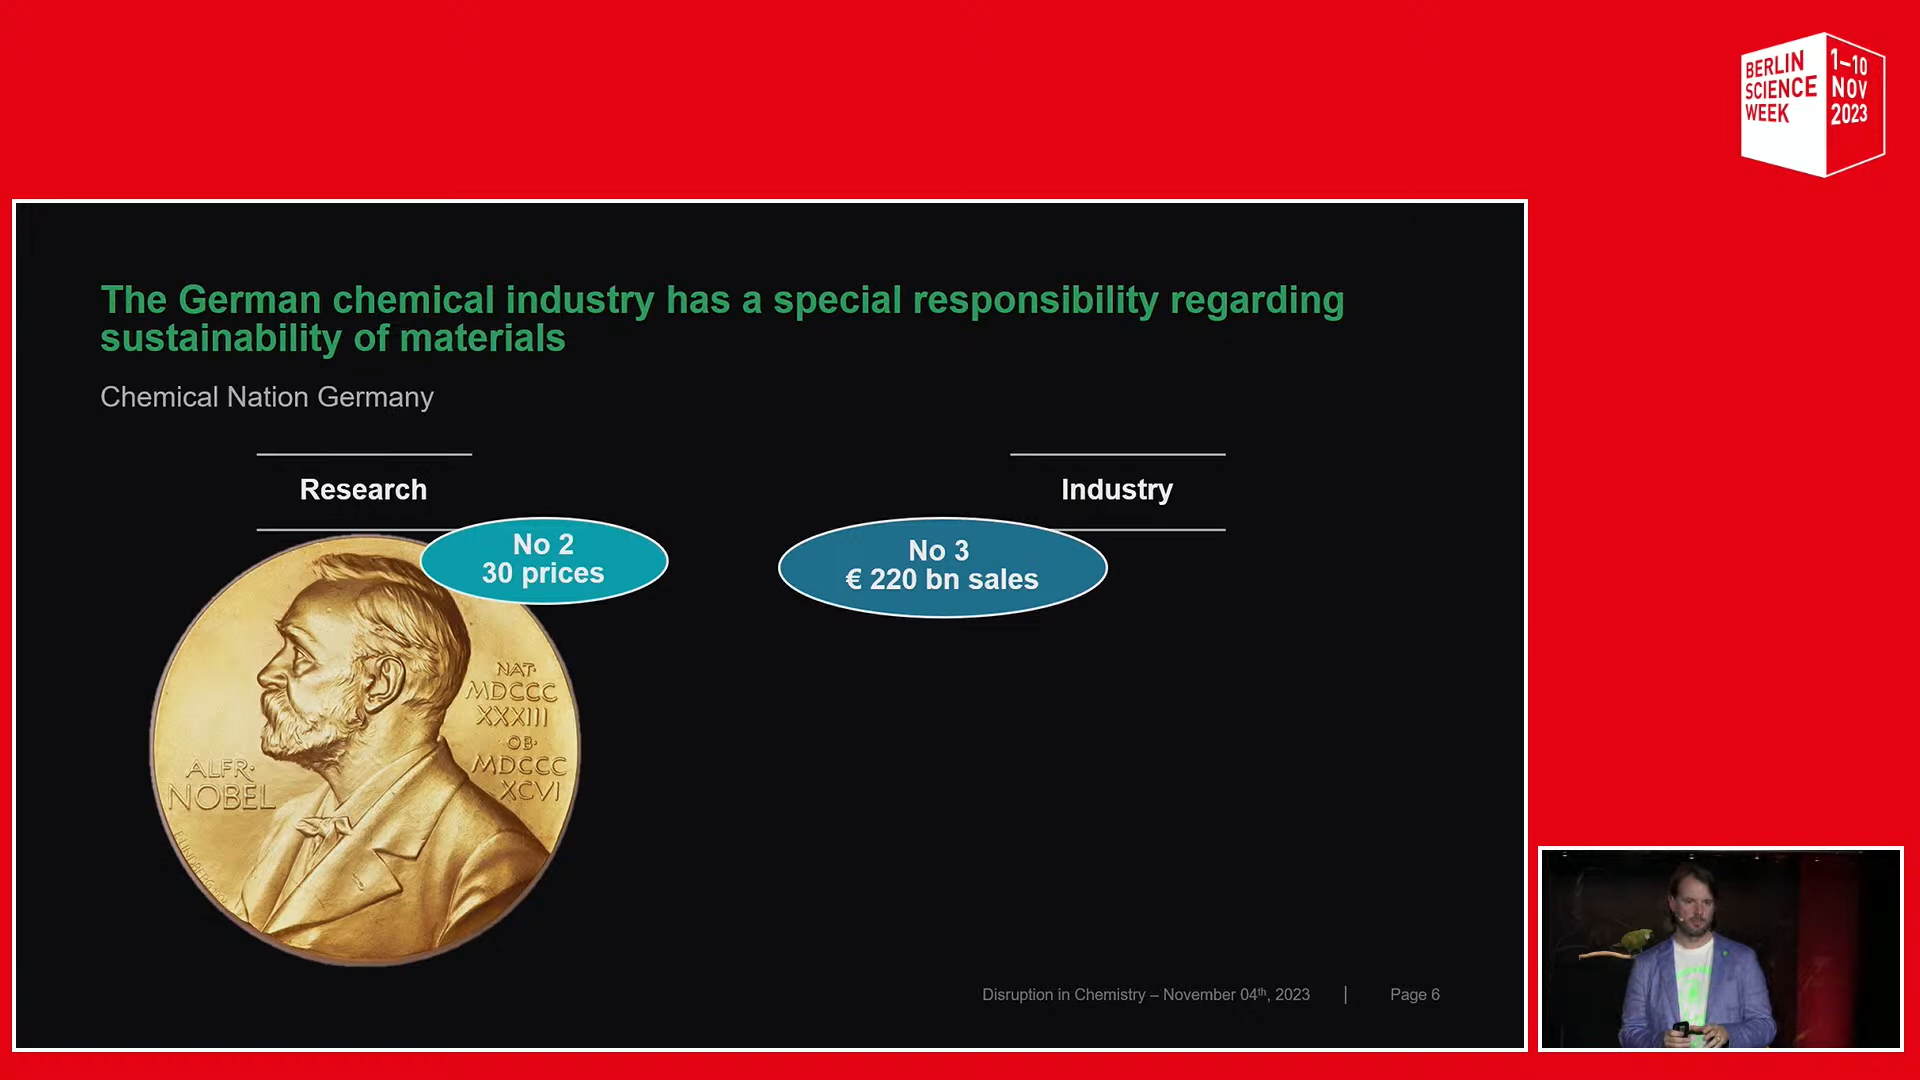 BERLIN
SCIENCE
WEEK
1–10
NOV
2023
The German chemical industry has a special responsibility regarding
sustainability of materials
Chemical Nation Germany
Research
Industry
No 2
30 prices
No 3
€ 220 bn sales
NAT·
MDCCC
XXXIII
·OB·
MDCCC
XCVI
ALFR·
NOBEL
Disruption in Chemistry – November 04th, 2023 | Page 6